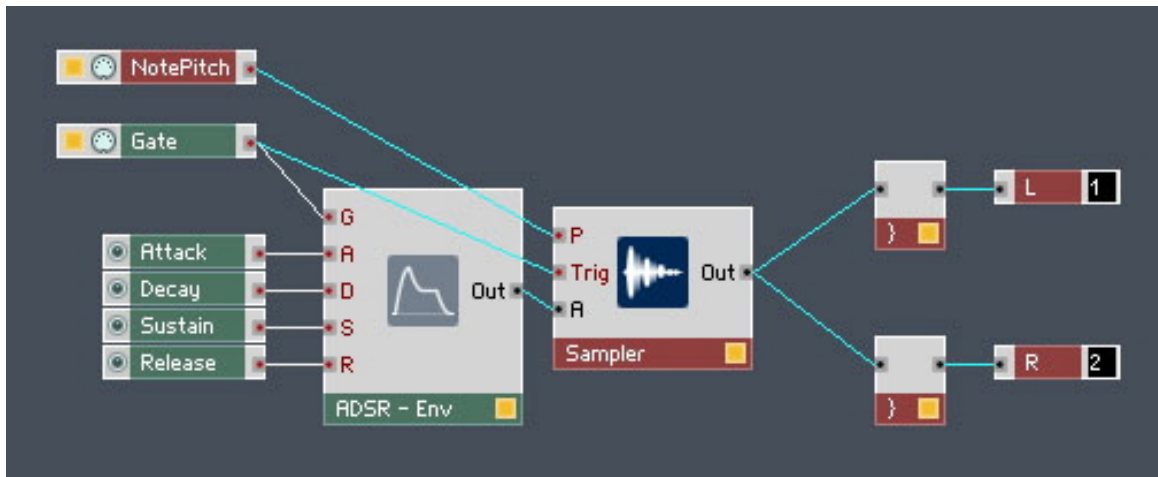 NotePitch
Gate
G
A
D
S
R
Out
ADSR - Env
Attack
Decay
Sustain
Release
P
Trig
A
Out
Sampler
}
L 1
}
R 2